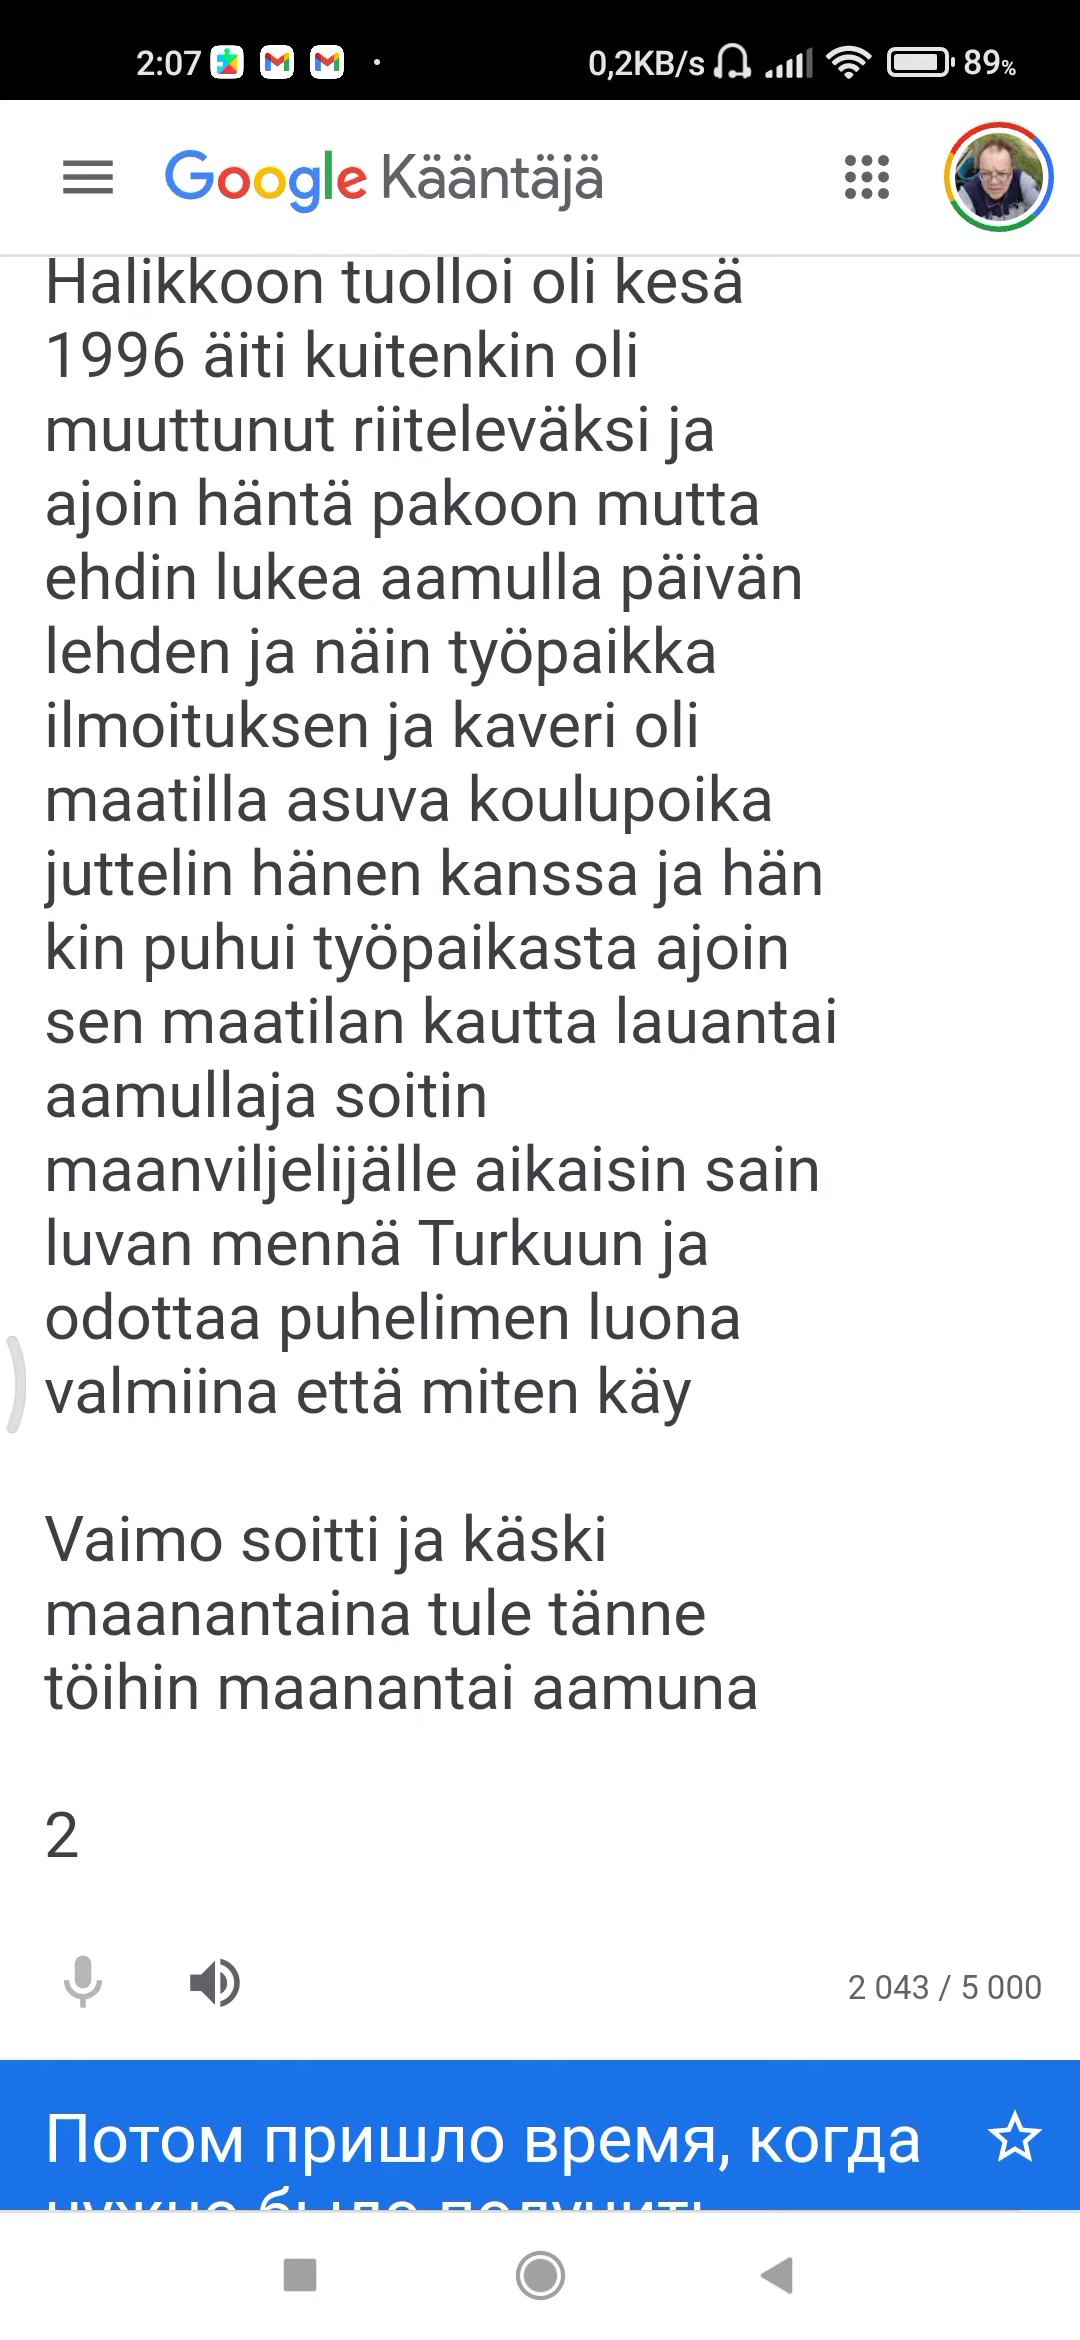 2:07
0,2KB/s
89%
Google Kääntäjä
Halikkoon tuolloi oli kesä
1996 äiti kuitenkin oli
muuttunut riiteleväksi ja
ajoin häntä pakoon mutta
ehdin lukea aamulla päivän
lehden ja näin työpaikka
ilmoituksen ja kaveri oli
maatilla asuva koulupoika
juttelin hänen kanssa ja hän
kin puhui työpaikasta ajoin
sen maatilan kautta lauantai
aamullaja soitin
maanviljelijälle aikaisin sain
luvan mennä Turkuun ja
odottaa puhelimen luona
valmiina että miten käy
Vaimo soitti ja käski
maanantaina tule tänne
töihin maanantai aamuna
2
2 043 / 5 000
Потом пришло время, когда
нужно было получить